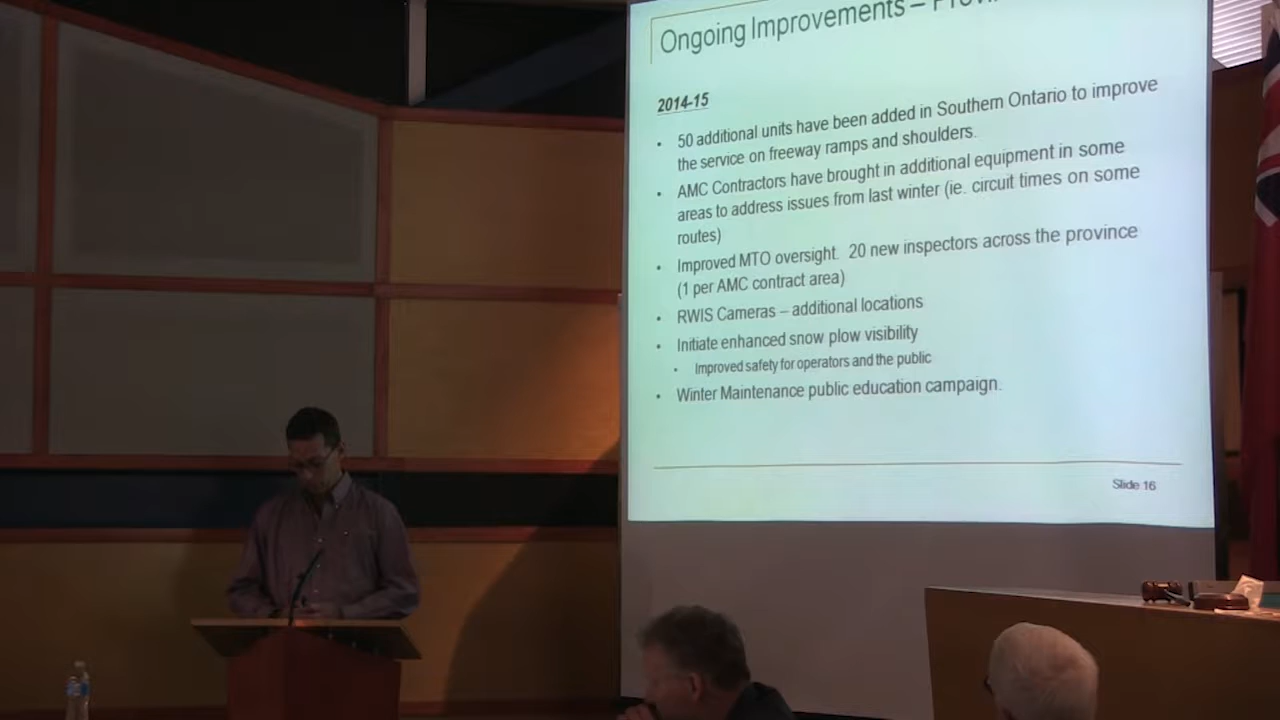 Ongoing Improvements –
2014-15
• 50 additional units have been added in Southern Ontario to improve
the service on freeway ramps and shoulders.
• AMC Contractors have brought in additional equipment in some
areas to address issues from last winter (ie. circuit times on some
routes)
• Improved MTO oversight. 20 new inspectors across the province
(1 per AMC contract area)
• RWIS Cameras – additional locations
• Initiate enhanced snow plow visibility
• Improved safety for operators and the public
• Winter Maintenance public education campaign.
Slide 16